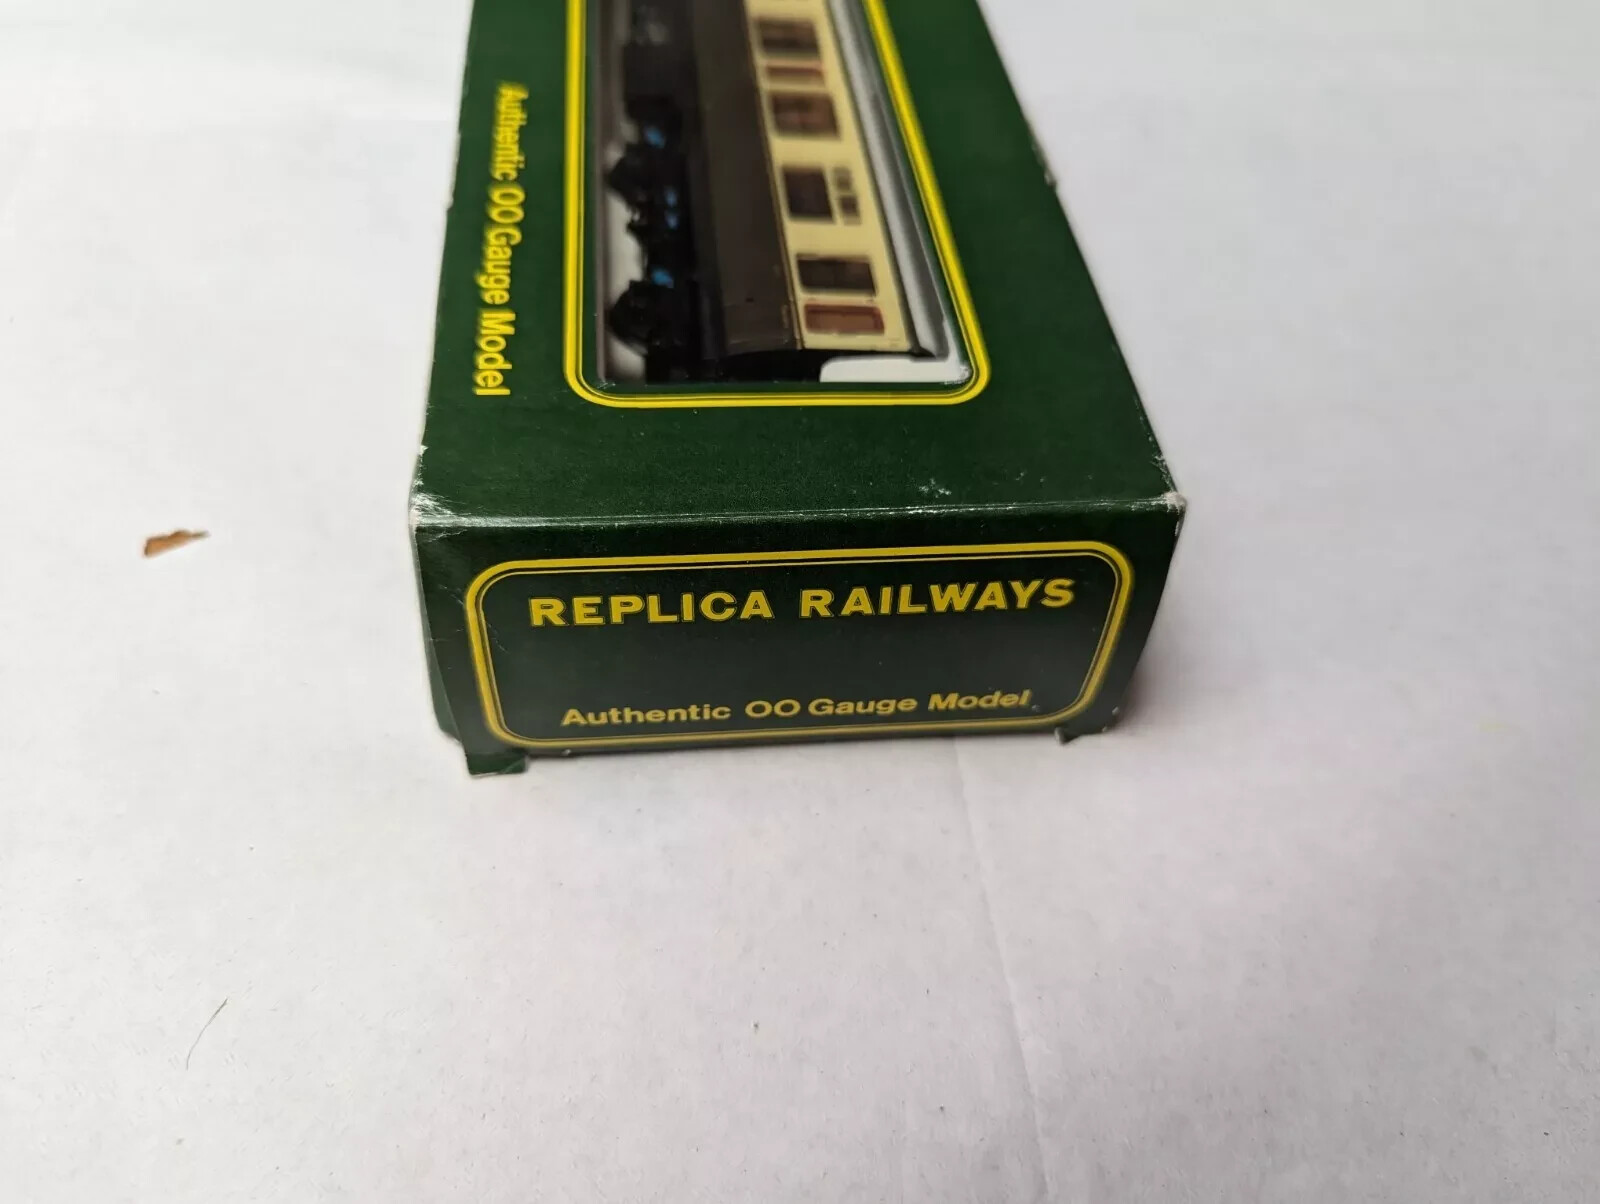 Authentic OO Gauge Model
REPLICA RAILWAYS
Authentic OO Gauge Model